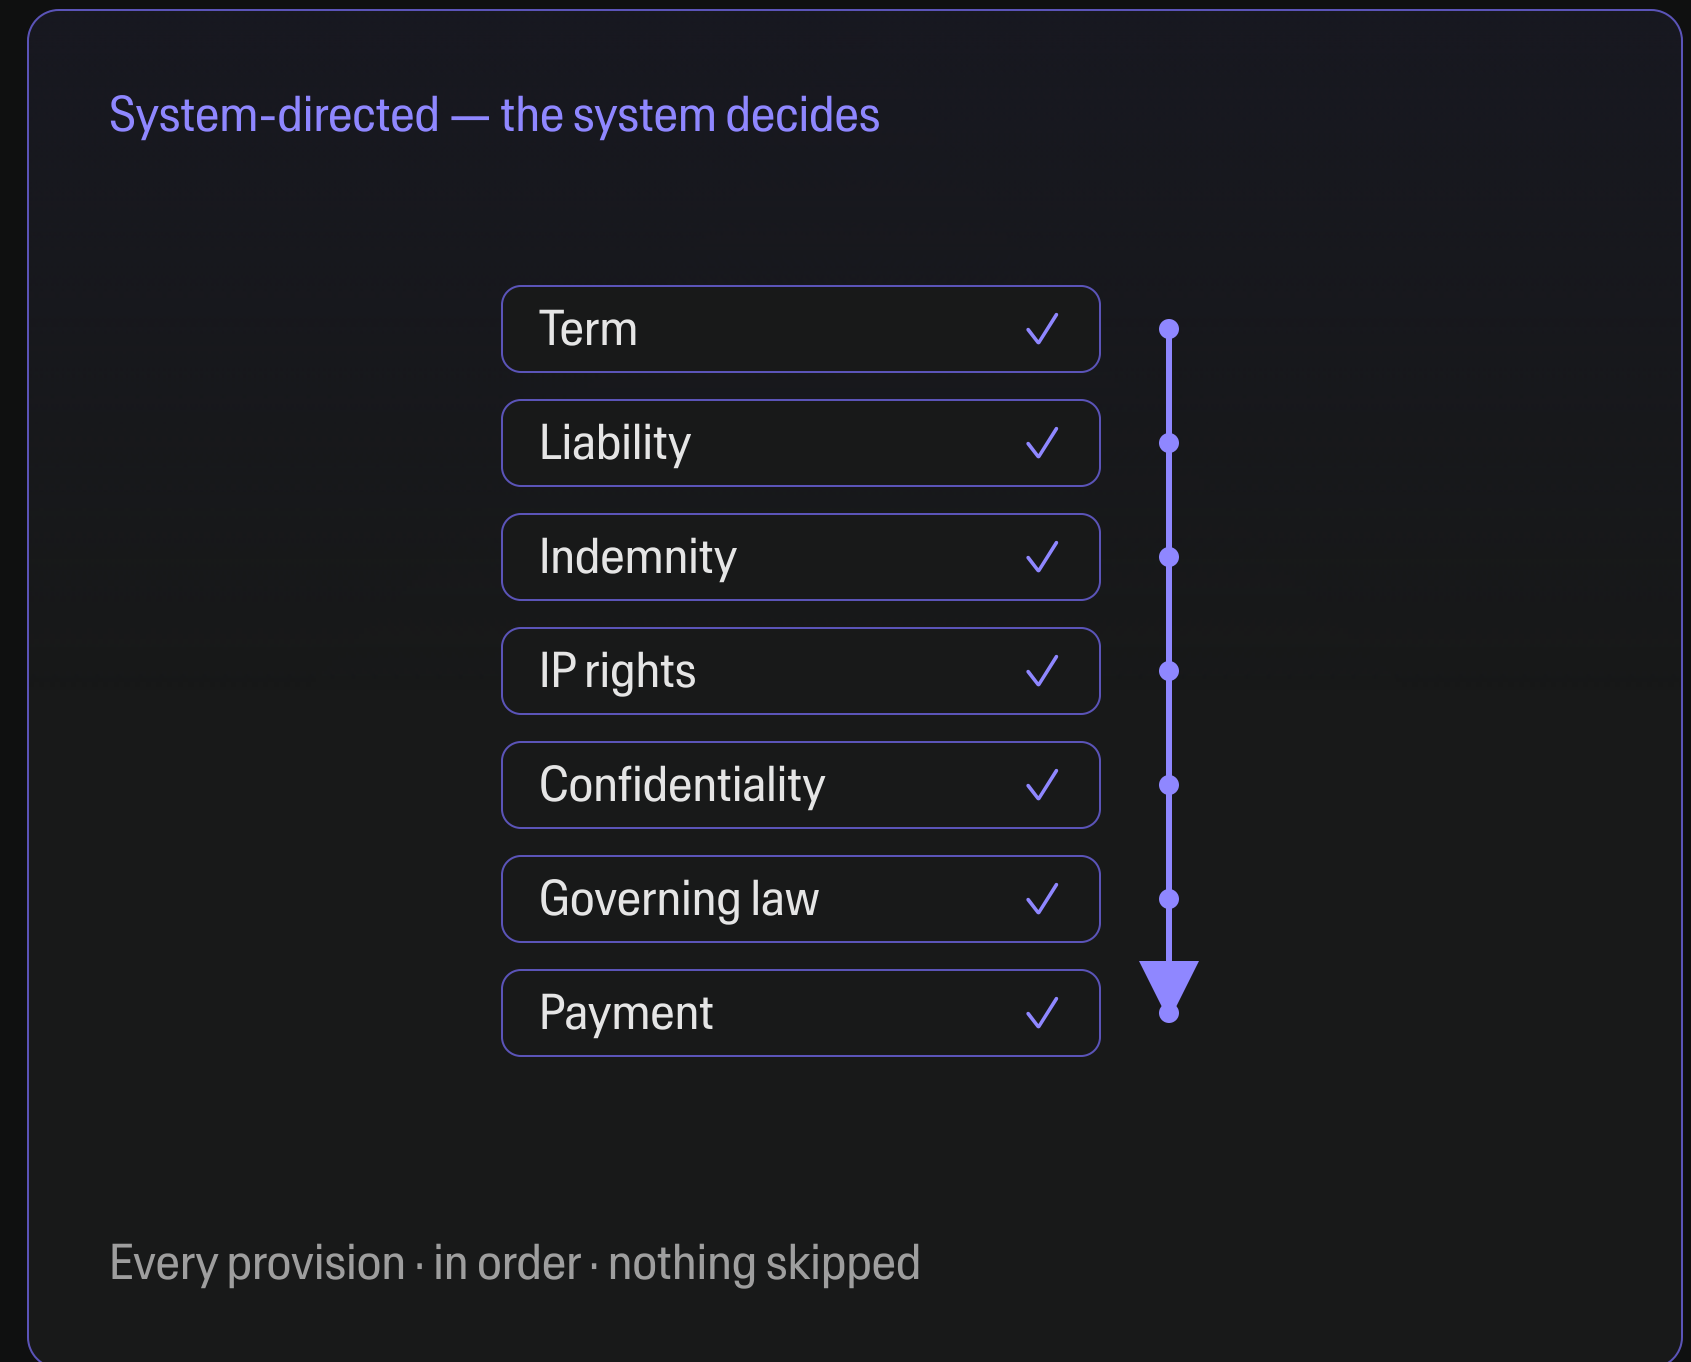 System-directed — the system decides
Term
Liability
Indemnity
IP rights
Confidentiality
Governing law
Payment
Every provision · in order · nothing skipped